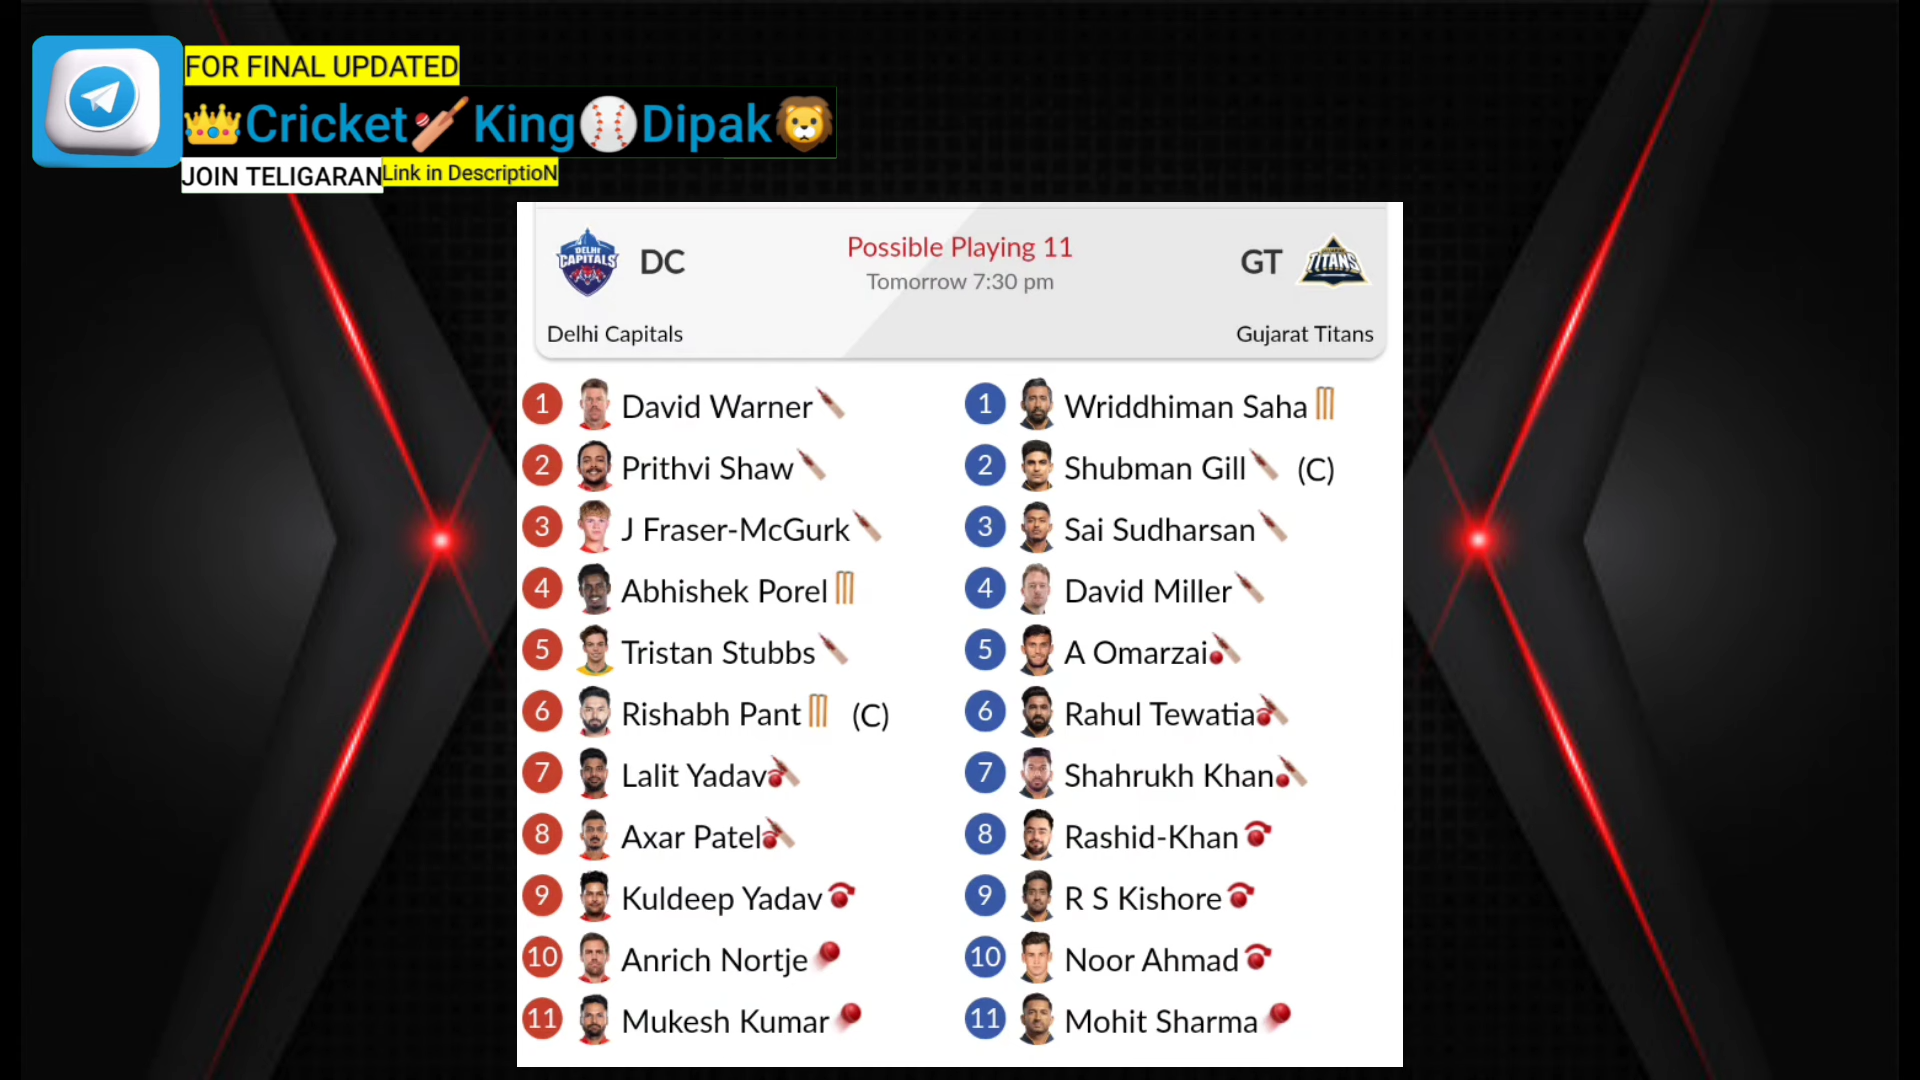 FOR FINAL UPDATED
👑Cricket🏏King⚾Dipak🦁
JOIN TELIGARAN Link in DescriptioN
DELHI CAPITALS
DC
Possible Playing 11
Tomorrow 7:30 pm
GT
TITANS
Delhi Capitals
Gujarat Titans
1 David Warner
2 Prithvi Shaw
3 J Fraser-McGurk
4 Abhishek Porel
5 Tristan Stubbs
6 Rishabh Pant (C)
7 Lalit Yadav
8 Axar Patel
9 Kuldeep Yadav
10 Anrich Nortje
11 Mukesh Kumar
1 Wriddhiman Saha
2 Shubman Gill (C)
3 Sai Sudharsan
4 David Miller
5 A Omarzai
6 Rahul Tewatia
7 Shahrukh Khan
8 Rashid-Khan
9 R S Kishore
10 Noor Ahmad
11 Mohit Sharma